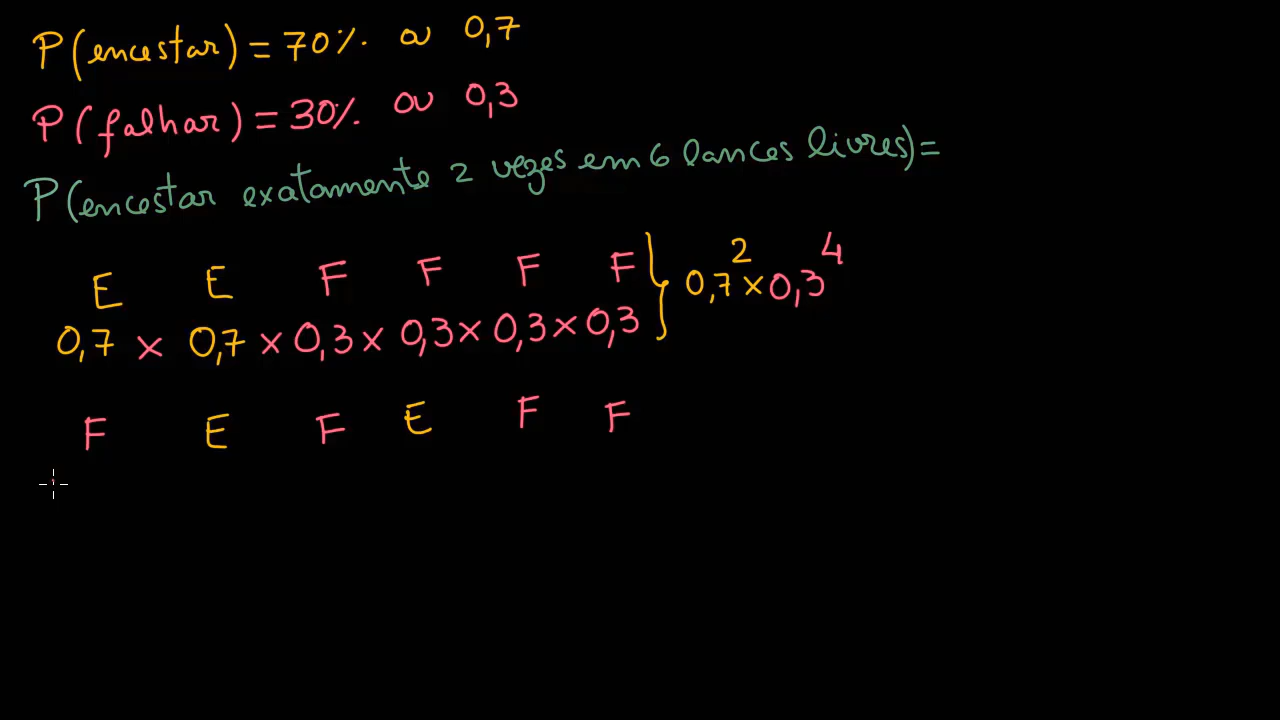 P(encestar) = 70% ou 0,7
P(falhar) = 30% ou 0,3
P(encestar exatamente 2 vezes em 6 lances livres) =
E E F F F F } 0,7² × 0,3⁴
0,7 × 0,7 × 0,3 × 0,3 × 0,3 × 0,3
F E F E F F